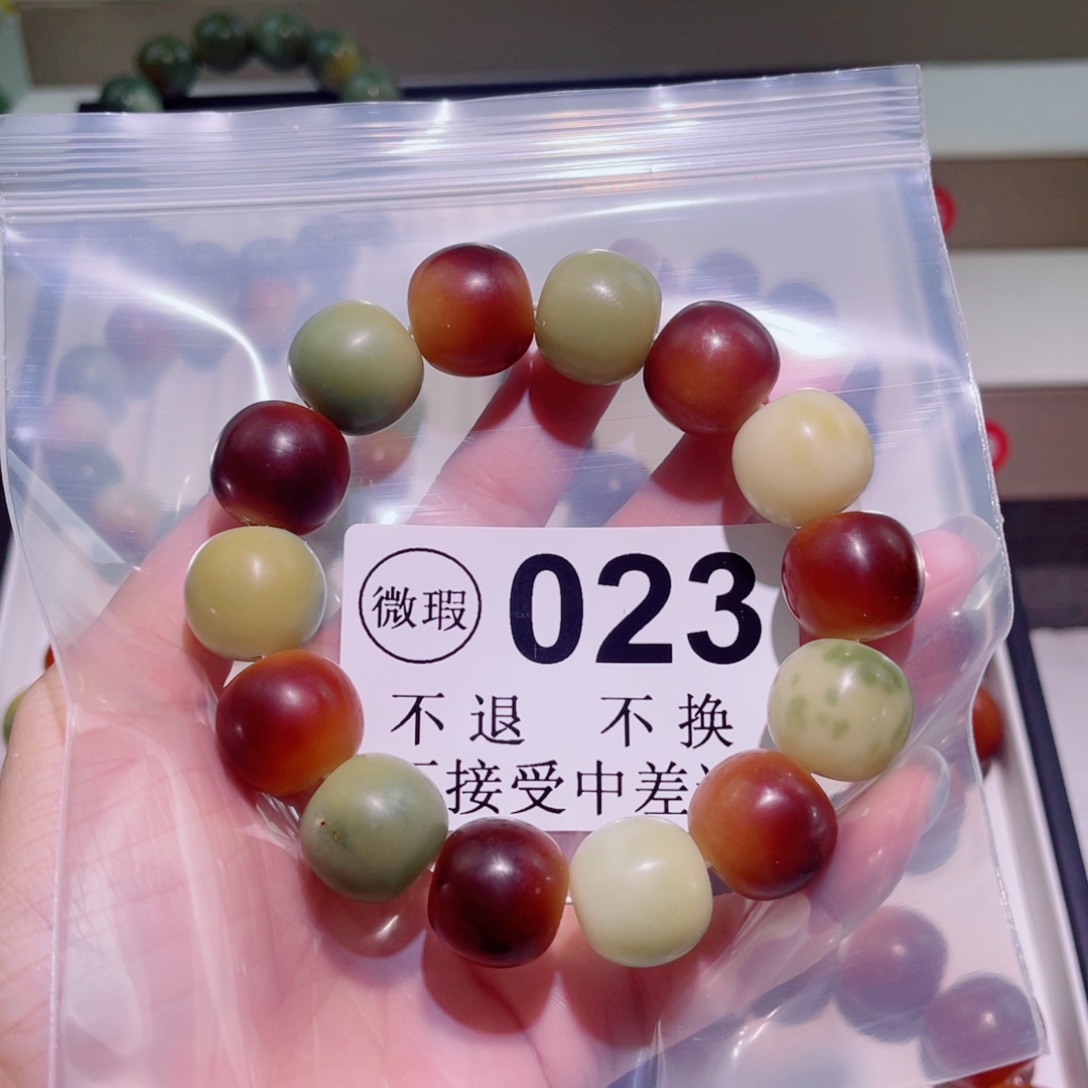 微瑕 023
不退 不换
接受中差